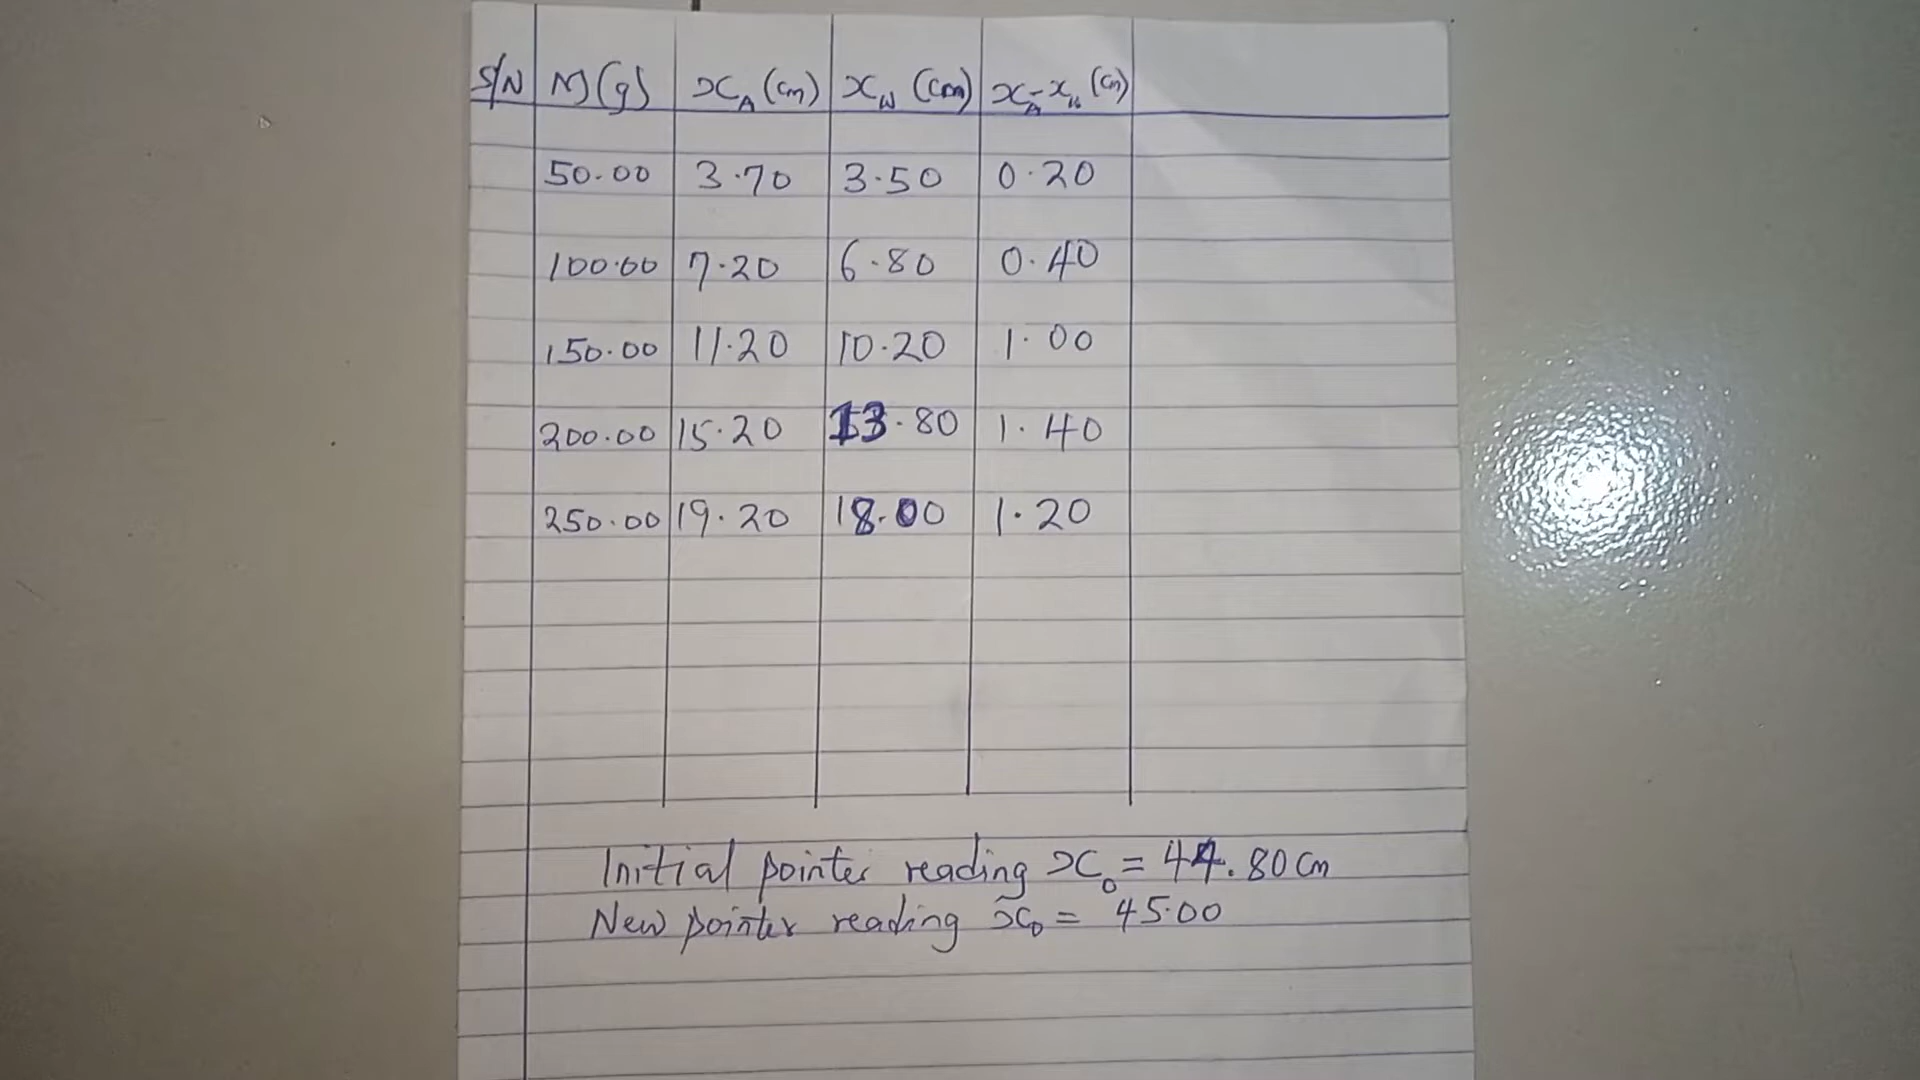 S/N M(g) xA (cm) xW (cm) xA-xW (cm)
50.00 3.70 3.50 0.20
100.00 7.20 6.80 0.40
150.00 11.20 10.20 1.00
200.00 15.20 13.80 1.40
250.00 19.20 18.00 1.20
Initial pointer reading x0 = 44.80cm
New pointer reading x0 = 45.00